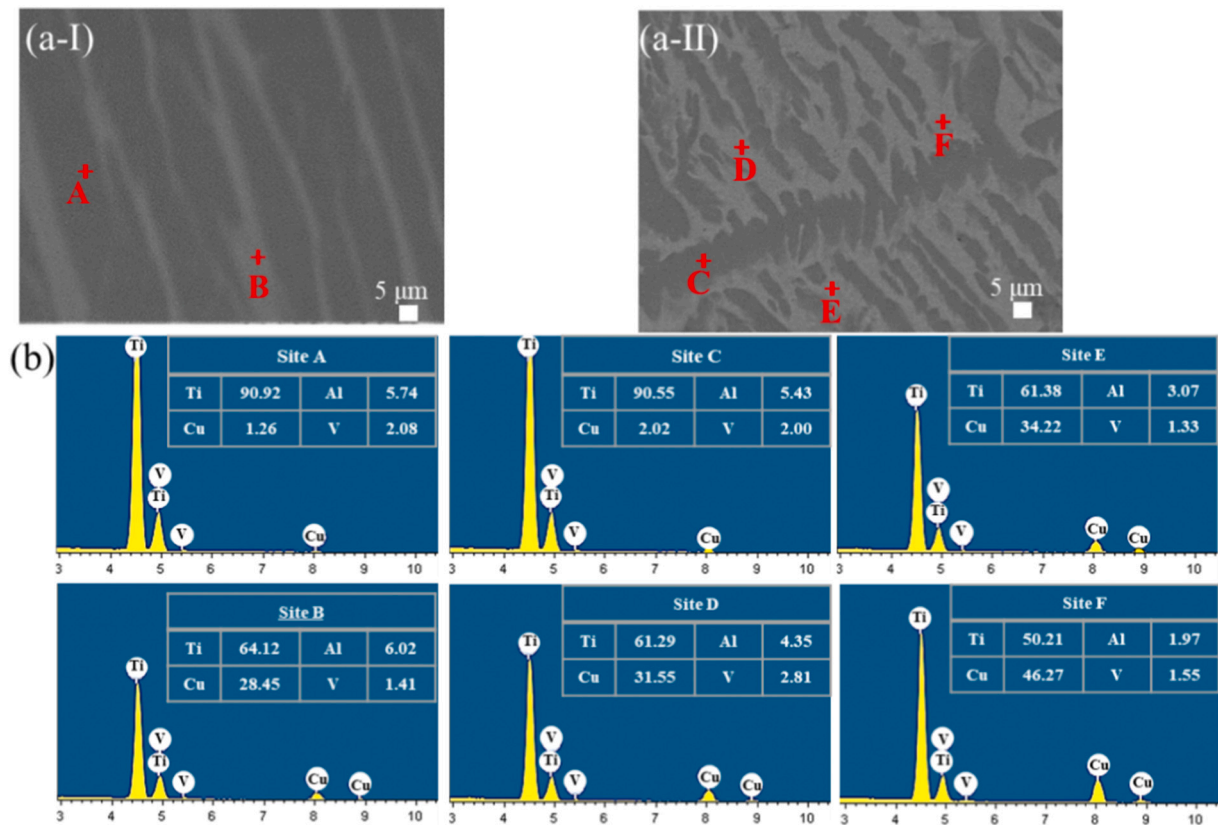 (a-I)
A
B
5 μm
(a-II)
D
F
C
E
5 μm
(b)
Ti
Site A
Ti 90.92 Al 5.74
Cu 1.26 V 2.08
V
Ti
V
Cu
3 4 5 6 7 8 9 10
Ti
Site C
Ti 90.55 Al 5.43
Cu 2.02 V 2.00
V
Ti
V
Cu
3 4 5 6 7 8 9 10
Site E
Ti 61.38 Al 3.07
Cu 34.22 V 1.33
Ti
V
Ti
V
Cu
Cu
3 4 5 6 7 8 9 10
Site B
Ti 64.12 Al 6.02
Cu 28.45 V 1.41
Ti
V
Ti
V
Cu
Cu
3 4 5 6 7 8 9 10
Site D
Ti 61.29 Al 4.35
Cu 31.55 V 2.81
Ti
V
Ti
V
Cu
Cu
3 4 5 6 7 8 9 10
Site F
Ti 50.21 Al 1.97
Cu 46.27 V 1.55
Ti
V
Ti
V
Cu
Cu
3 4 5 6 7 8 9 10